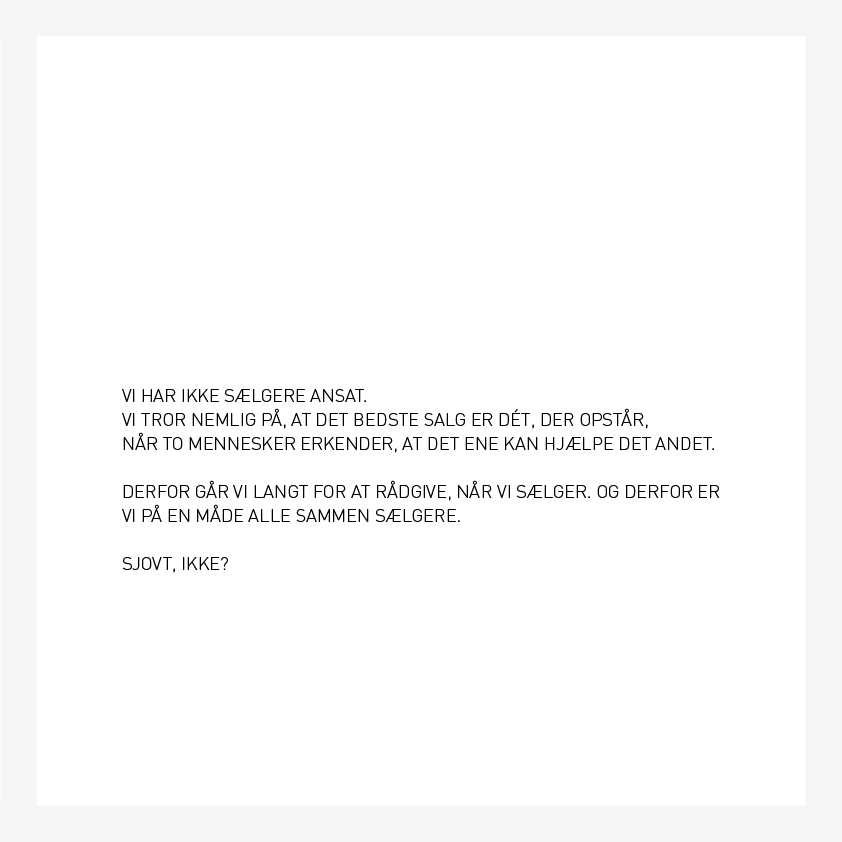 VI HAR IKKE SÆLGERE ANSAT.
VI TROR NEMLIG PÅ, AT DET BEDSTE SALG ER DÉT, DER OPSTÅR,
NÅR TO MENNESKER ERKENDER, AT DET ENE KAN HJÆLPE DET ANDET.
DERFOR GÅR VI LANGT FOR AT RÅDGIVE, NÅR VI SÆLGER. OG DERFOR ER
VI PÅ EN MÅDE ALLE SAMMEN SÆLGERE.
SJOVT, IKKE?